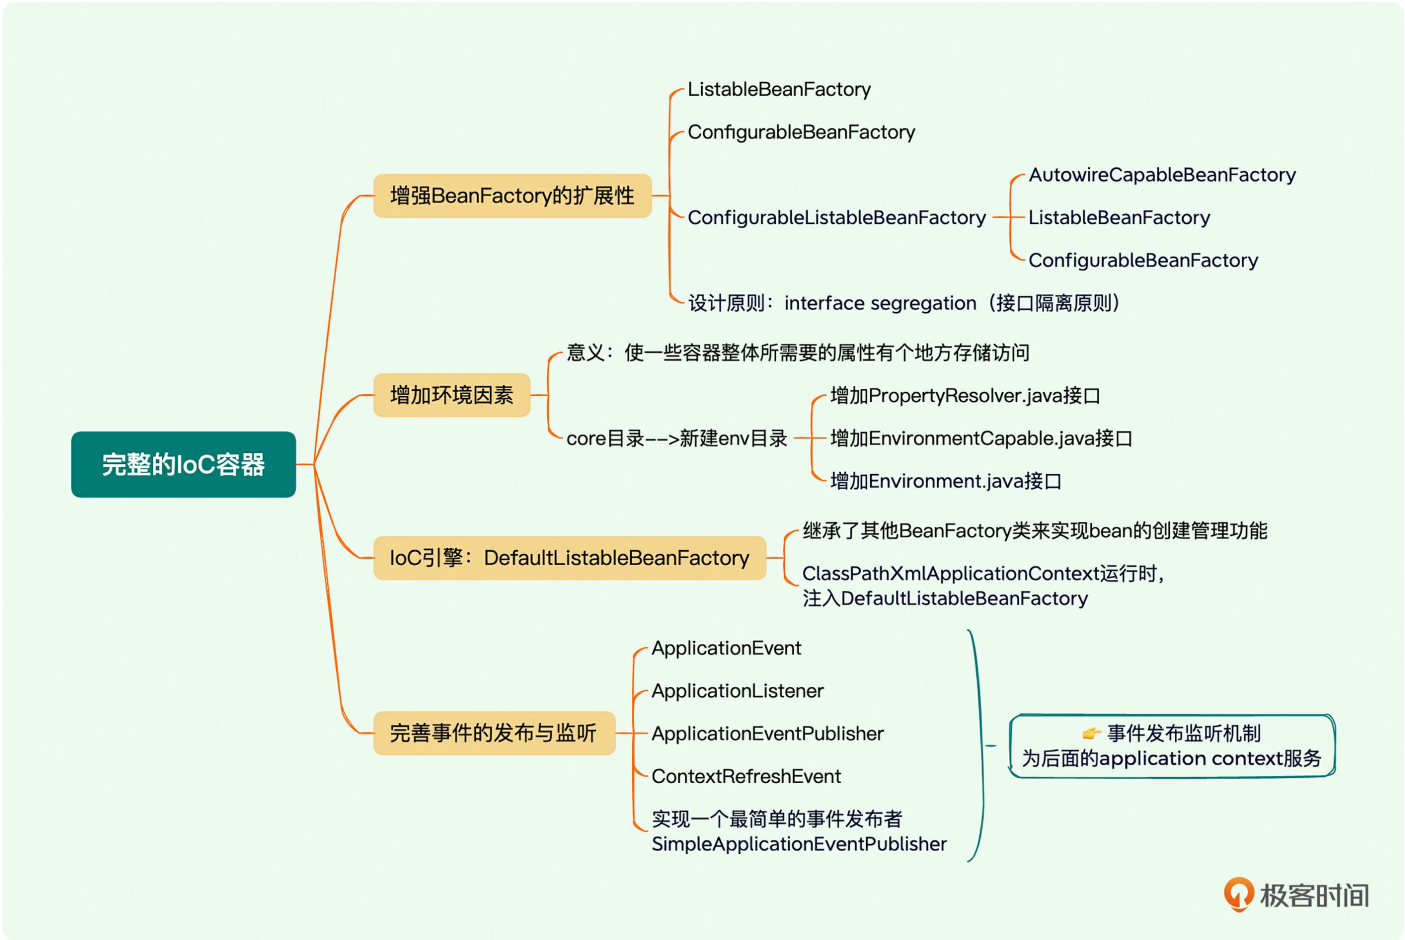 完整的IoC容器
增强BeanFactory的扩展性
ListableBeanFactory
ConfigurableBeanFactory
ConfigurableListableBeanFactory
AutowireCapableBeanFactory
ListableBeanFactory
ConfigurableBeanFactory
设计原则：interface segregation（接口隔离原则）
增加环境因素
意义：使一些容器整体所需要的属性有个地方存储访问
core目录-->新建env目录
增加PropertyResolver.java接口
增加EnvironmentCapable.java接口
增加Environment.java接口
IoC引擎：DefaultListableBeanFactory
继承了其他BeanFactory类来实现bean的创建管理功能
ClassPathXmlApplicationContext运行时，
注入DefaultListableBeanFactory
完善事件的发布与监听
ApplicationEvent
ApplicationListener
ApplicationEventPublisher
ContextRefreshEvent
实现一个最简单的事件发布者
SimpleApplicationEventPublisher
👉 事件发布监听机制
为后面的application context服务
极客时间